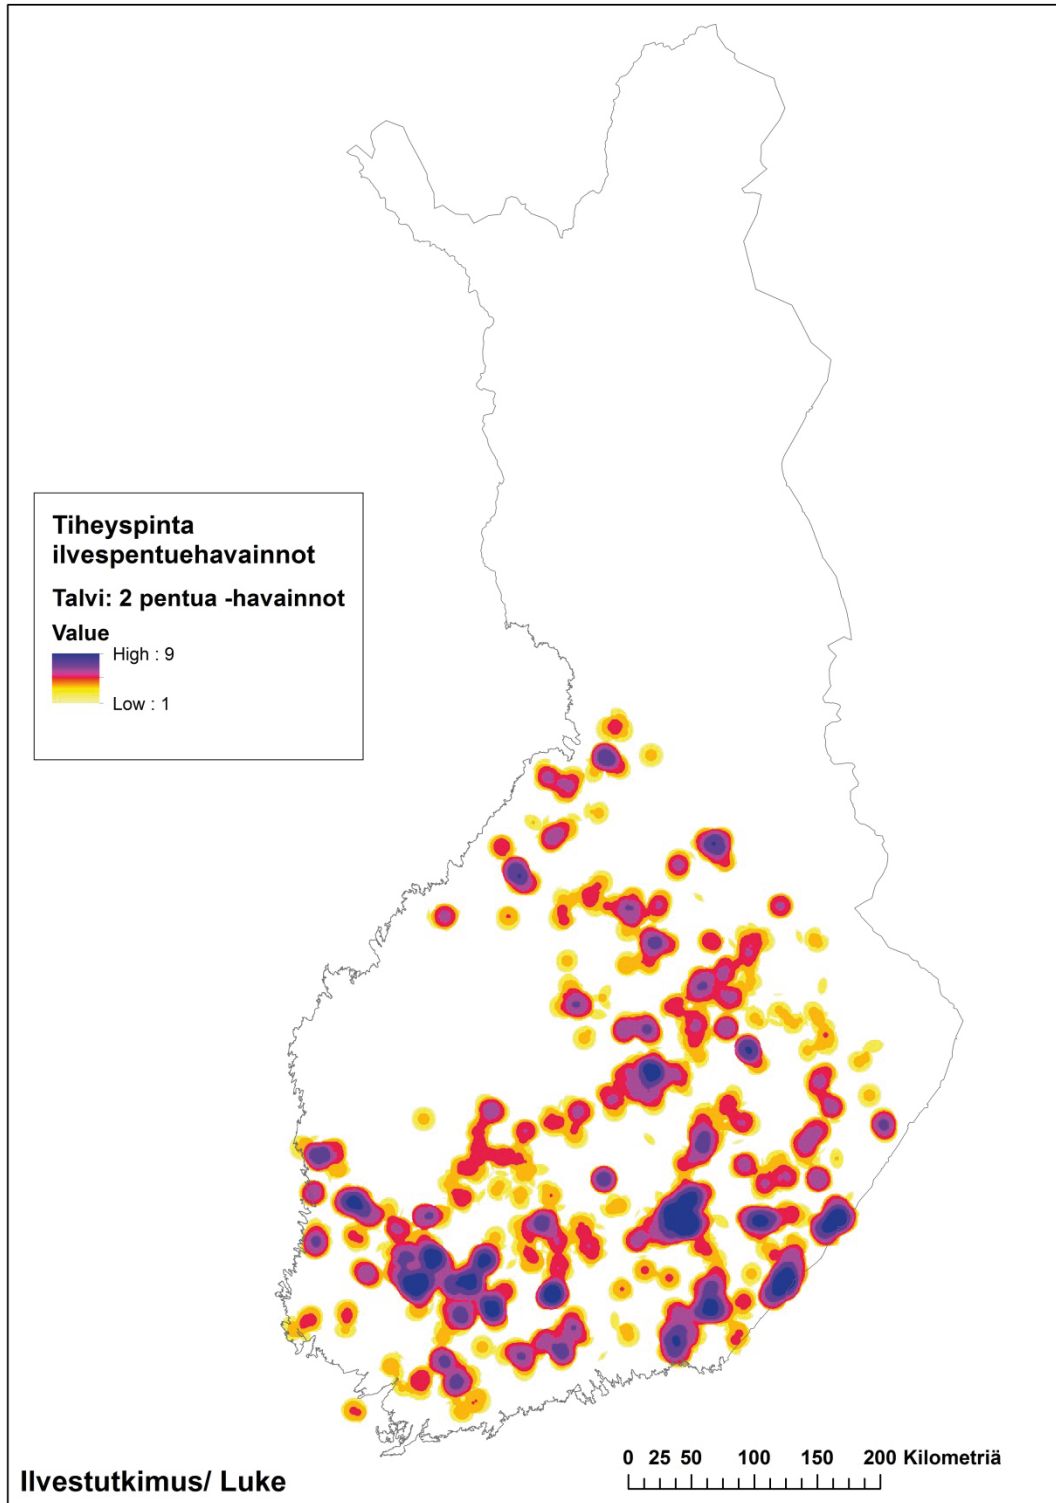 Tiheyspinta
ilvespentuehavainnot
Talvi: 2 pentua -havainnot
Value
High : 9
Low : 1
0 25 50 100 150 200 Kilometriä
Ilvestutkimus/ Luke